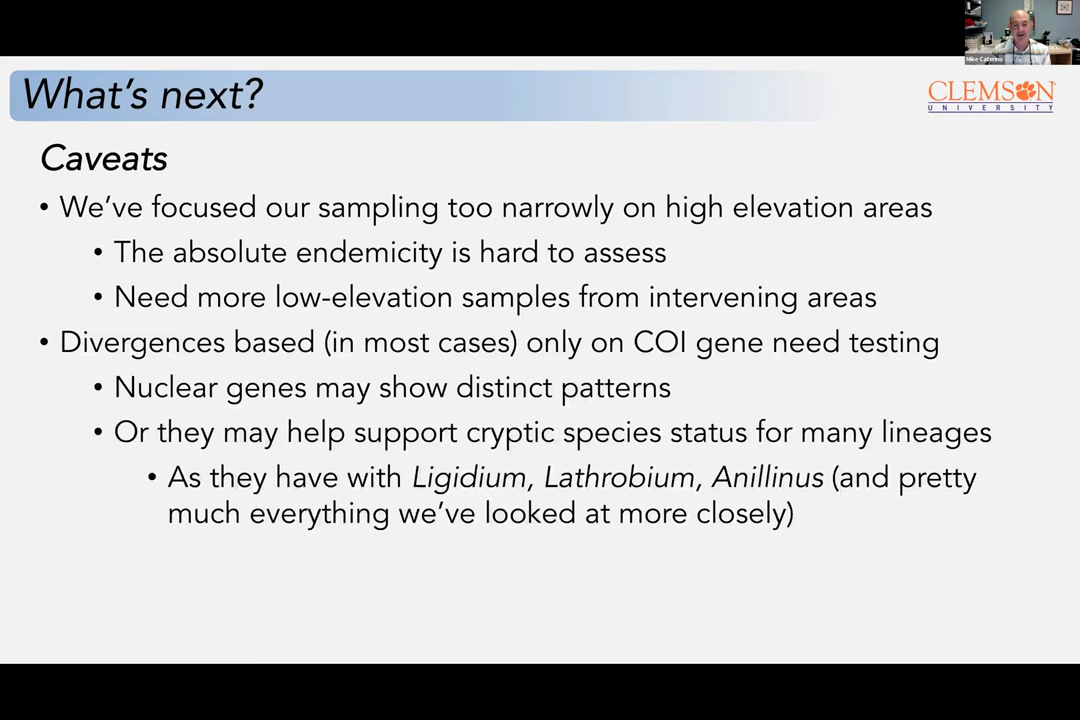 Mike Caterino
What's next?
CLEMSON
UNIVERSITY
Caveats
• We've focused our sampling too narrowly on high elevation areas
• The absolute endemicity is hard to assess
• Need more low-elevation samples from intervening areas
• Divergences based (in most cases) only on COI gene need testing
• Nuclear genes may show distinct patterns
• Or they may help support cryptic species status for many lineages
• As they have with Ligidium, Lathrobium, Anillinus (and pretty
much everything we've looked at more closely)